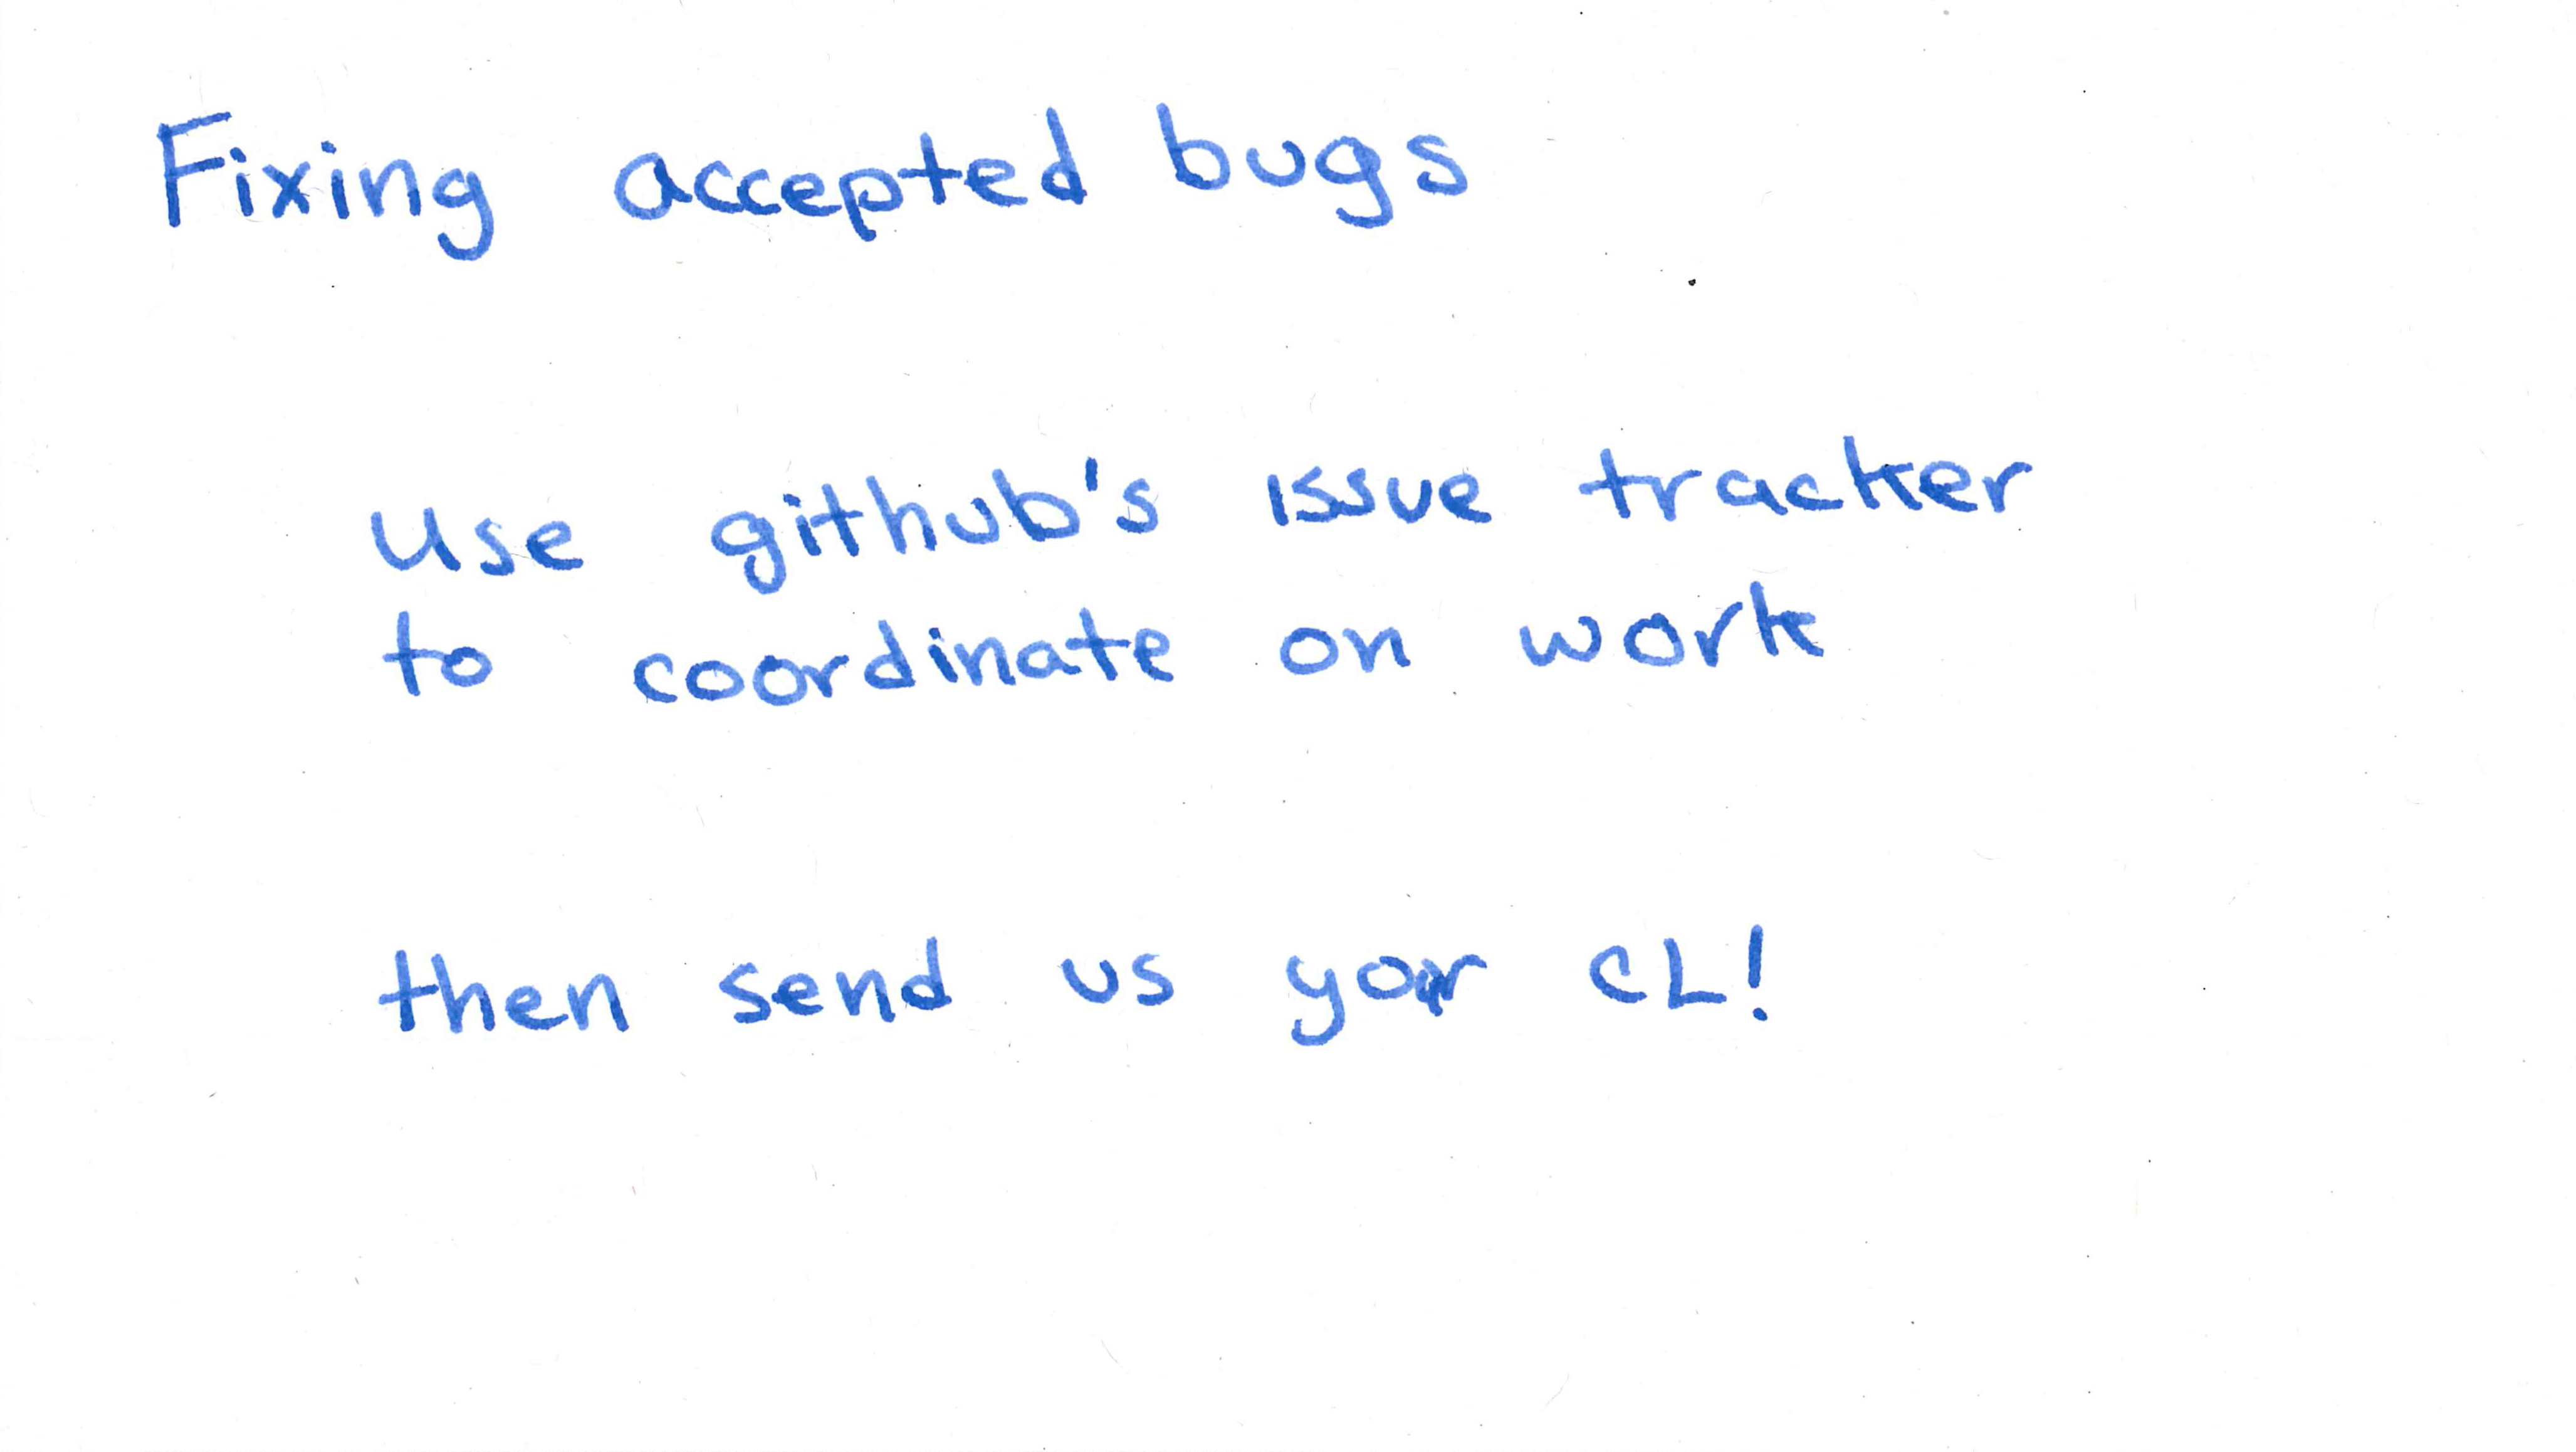 Fixing accepted bugs
Use github's issue tracker
to coordinate on work
then send us your CL!